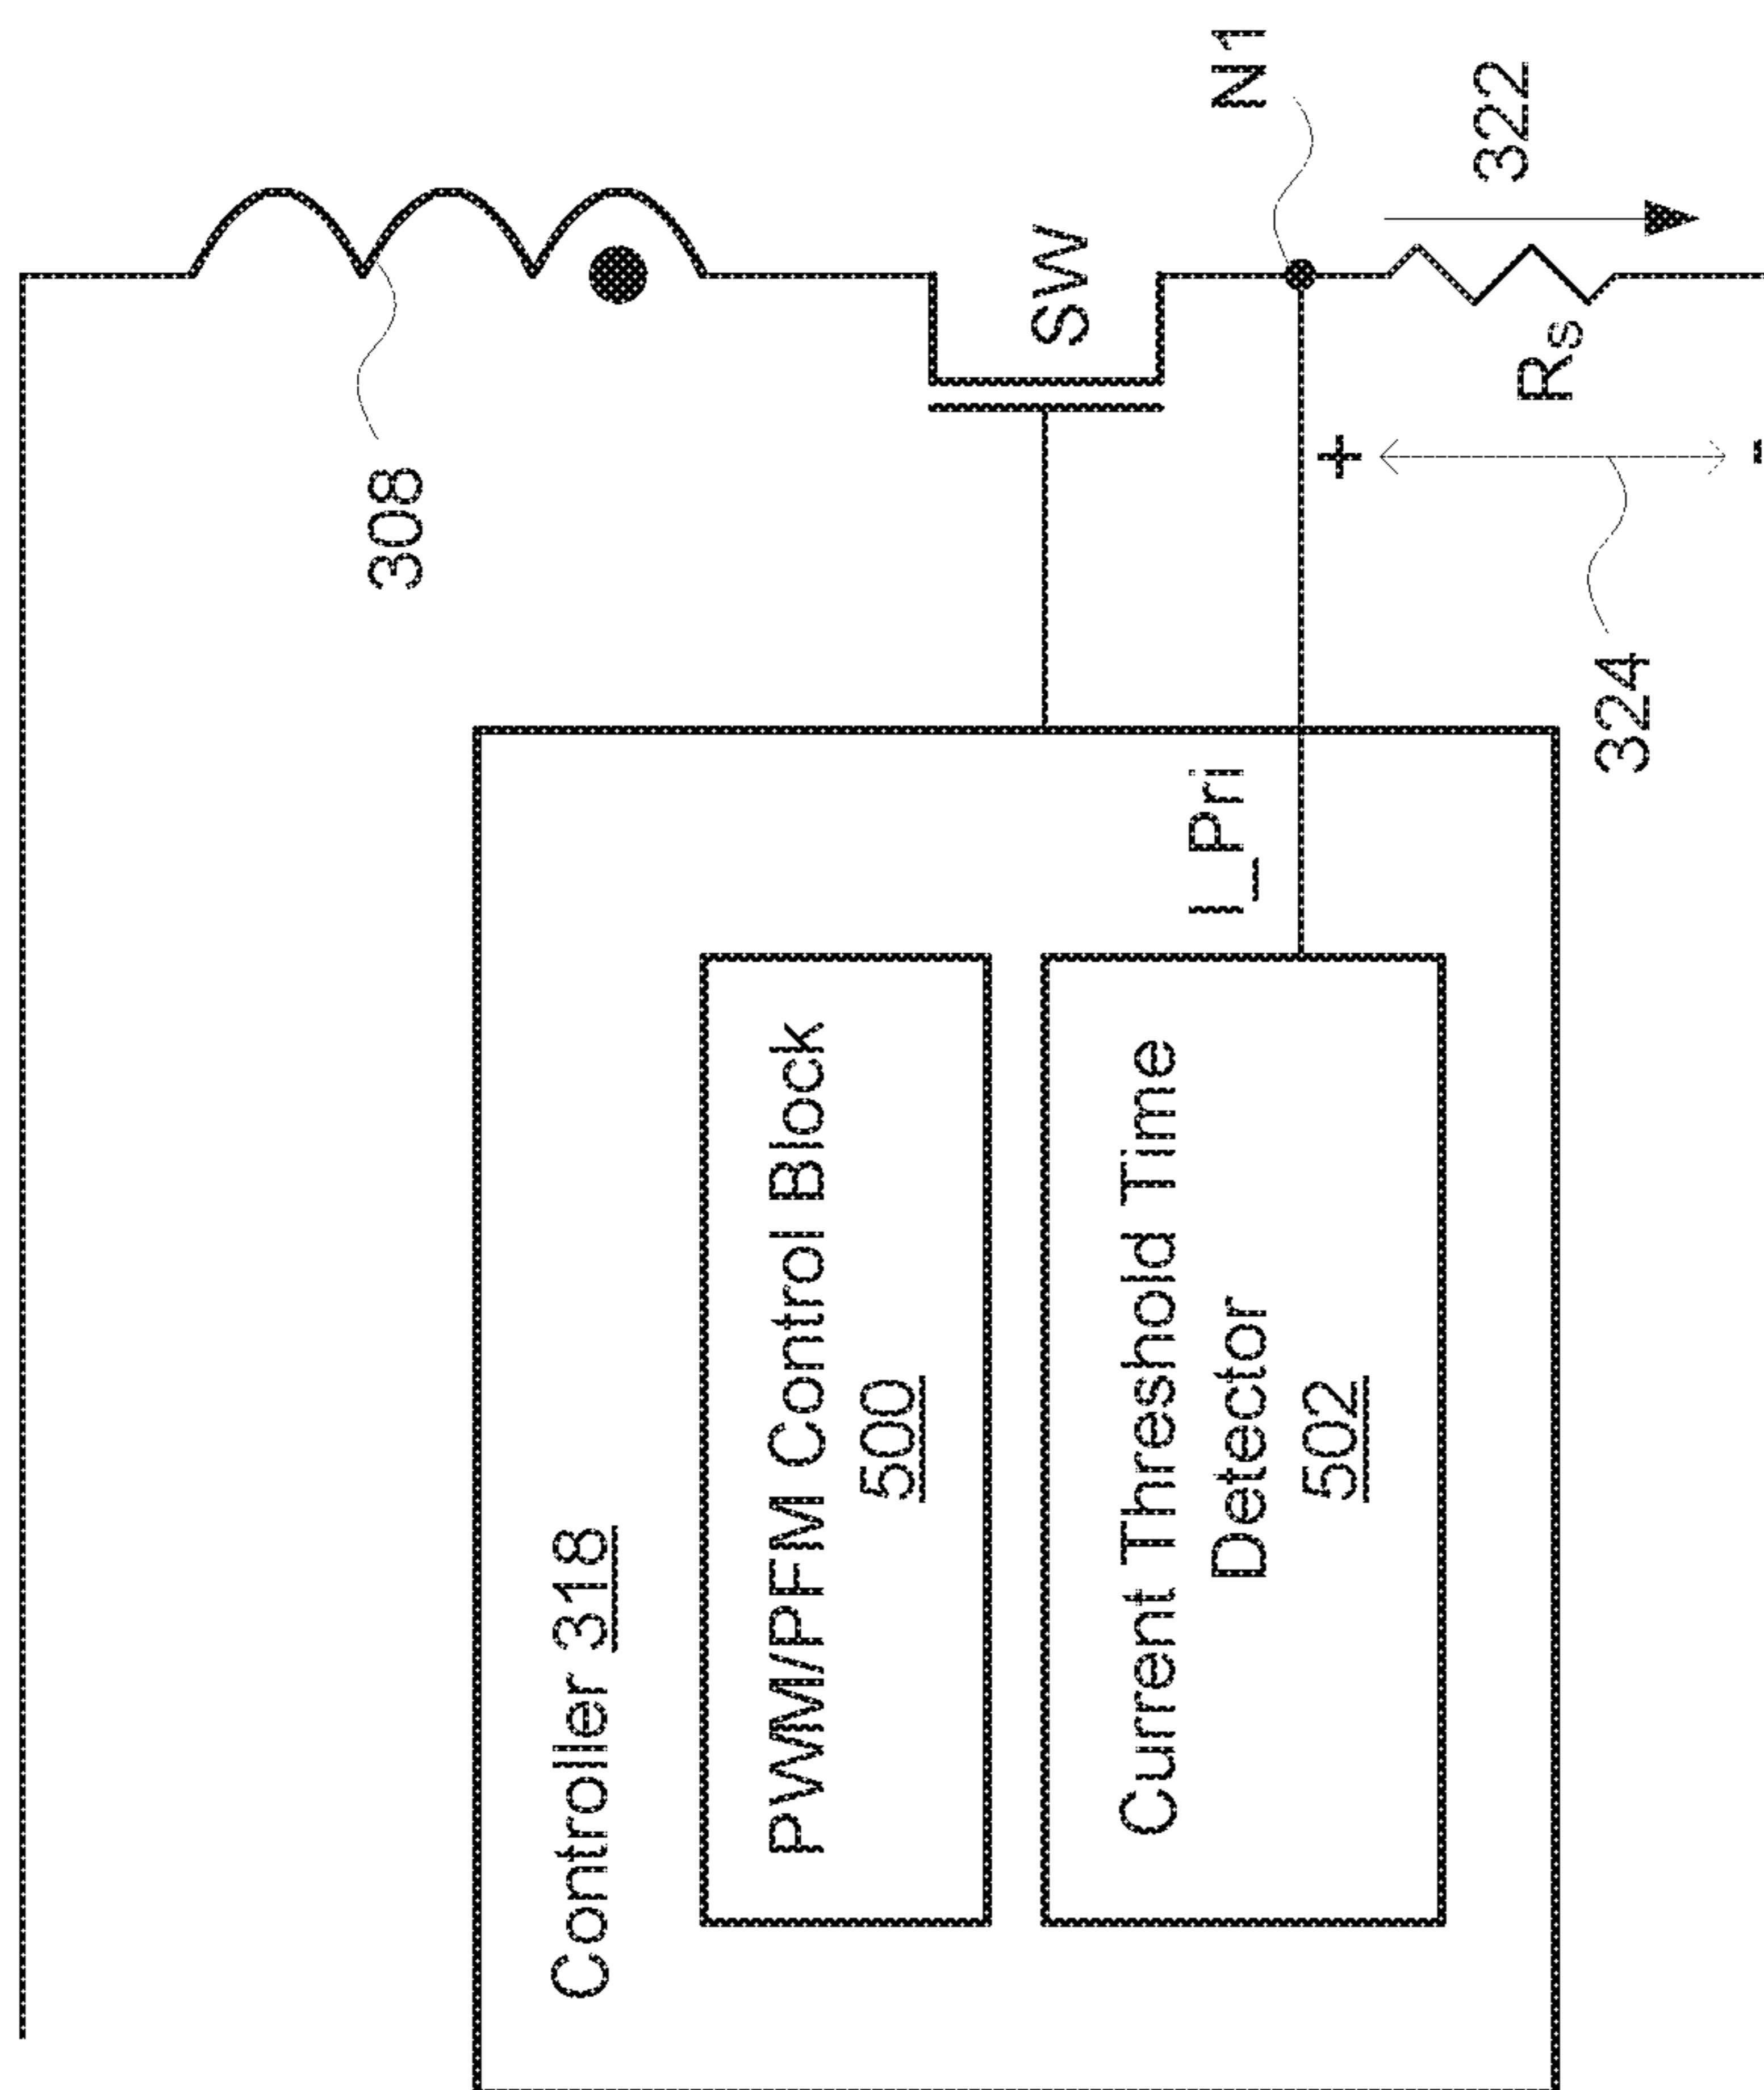 308
SW
N1
322
RS
+
-
324
I_Pri
Controller 318
PWM/PFM Control Block
500
Current Threshold Time
Detector
502